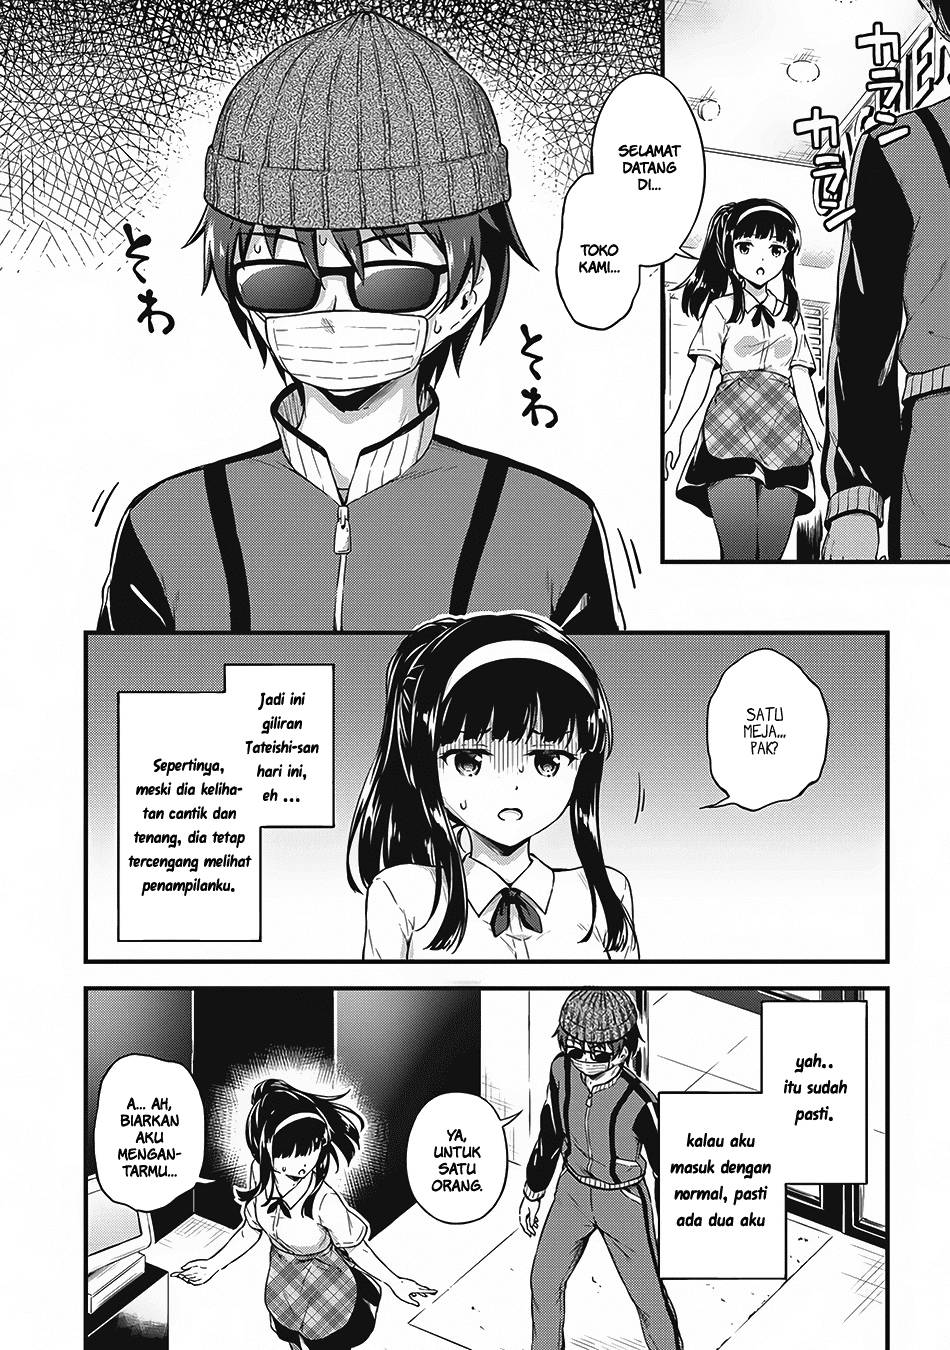 カラン
カラン
SELAMAT
DATANG
DI...
TOKO
KAMI...
そわ
そわ
SATU
MEJA...
PAK?
Jadi ini
giliran
Tateishi-san
hari ini,
eh ...
Sepertinya,
meski dia keliha-
tan cantik dan
tenang, dia tetap
tercengang melihat
penampilanku.
yah..
itu sudah
pasti.
kalau aku
masuk dengan
normal, pasti
ada dua aku
YA,
UNTUK
SATU
ORANG.
A... AH,
BIARKAN
AKU
MENGAN-
TARMU...